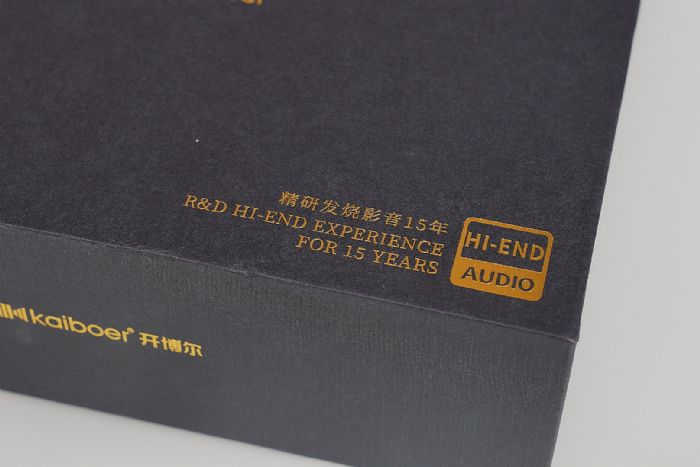 精研发烧影音15年
R&D HI-END EXPERIENCE
FOR 15 YEARS
HI-END
AUDIO
kaiboer® 开博尔